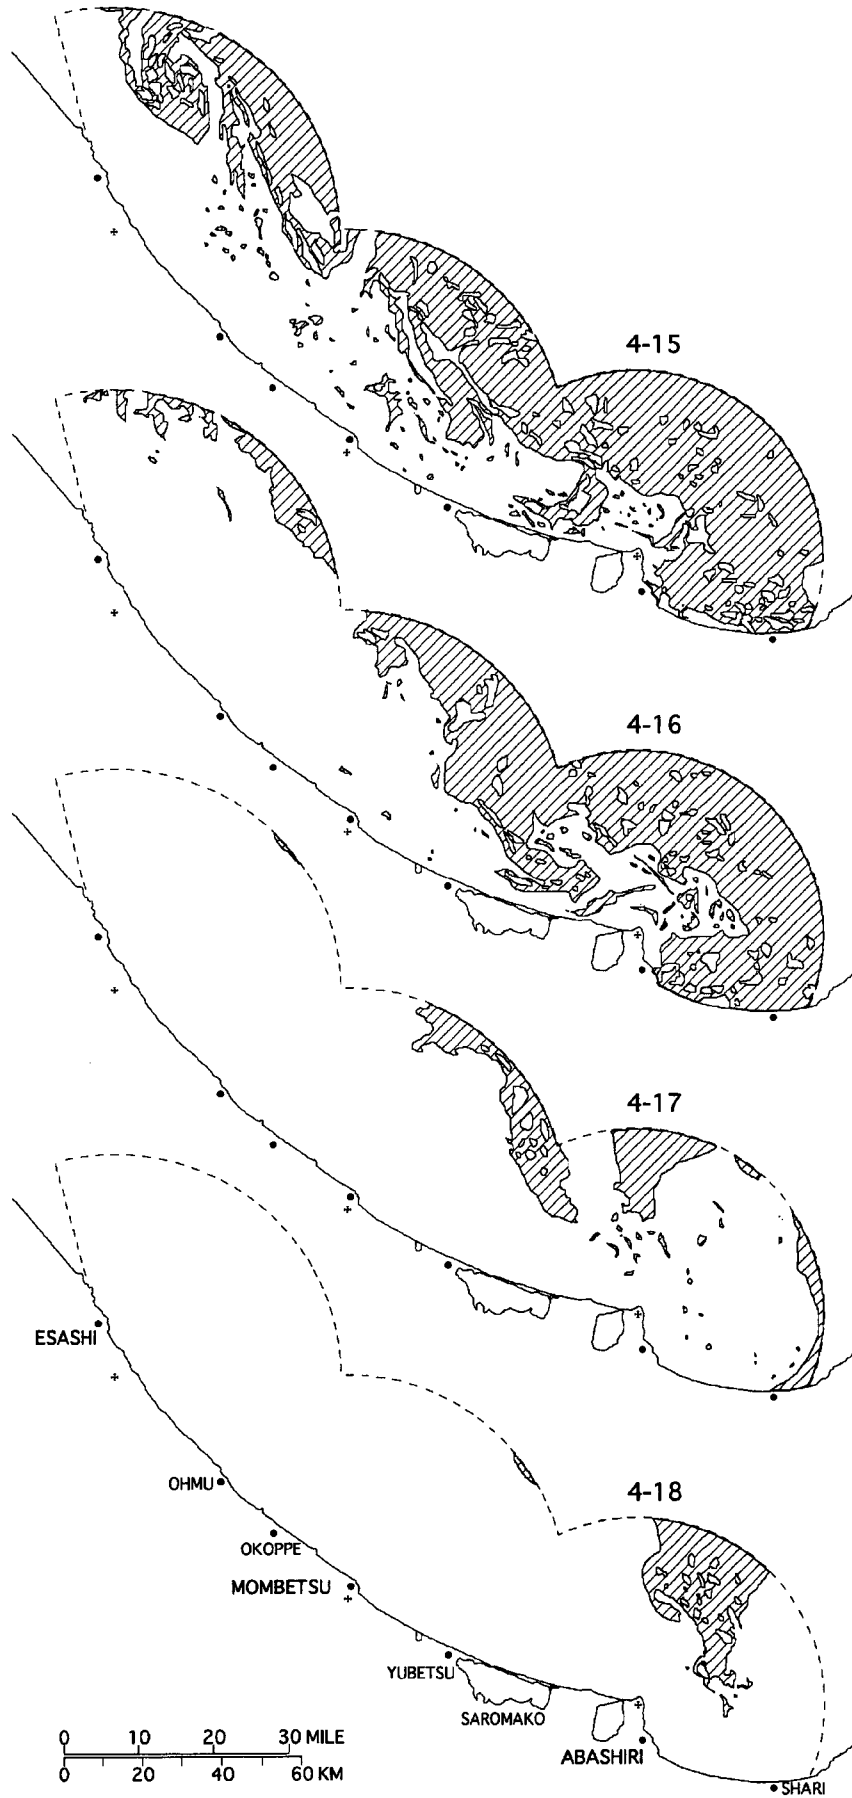 4-15
4-16
4-17
4-18
ESASHI
OHMU
OKOPPE
MOMBETSU
YUBETSU
SAROMAKO
ABASHIRI
SHARI
0 10 20 30 MILE
0 20 40 60 KM